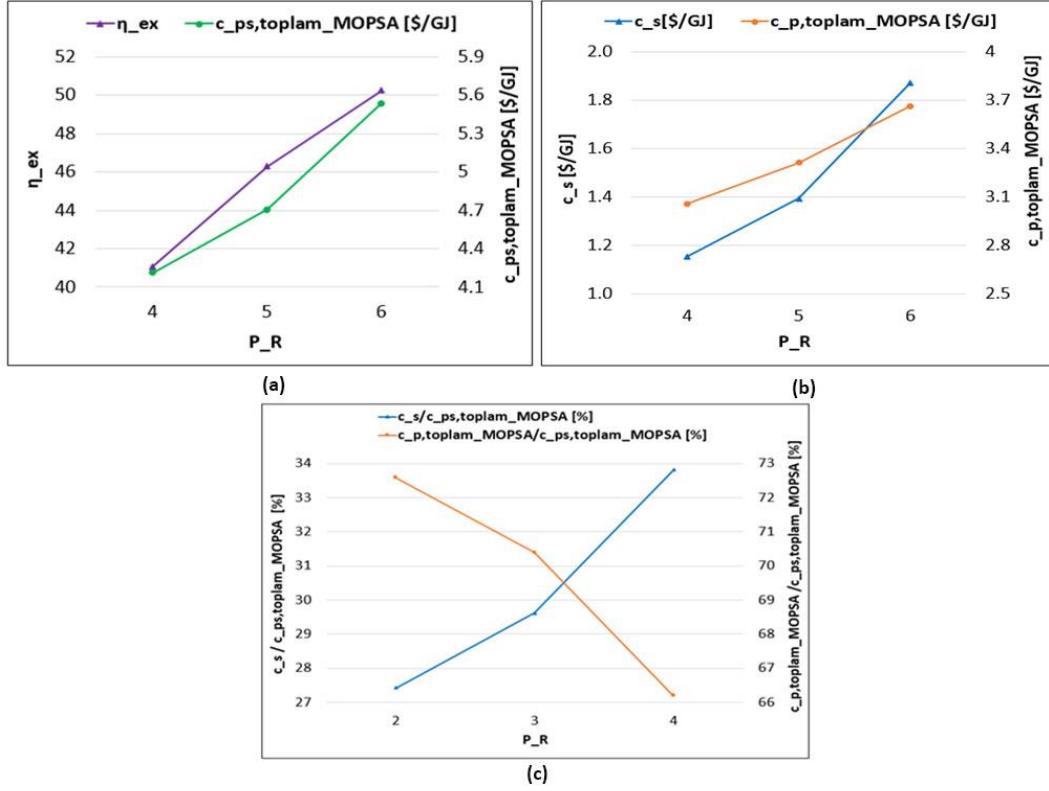 η_ex c_ps,toplam_MOPSA [$/GJ]
52
50
48
46
44
42
40
η_ex
5.9
5.6
5.3
5
4.7
4.4
4.1
c_ps,toplam_MOPSA [$/GJ]
4 5 6
P_R
(a)
c_s[$/GJ] c_p,toplam_MOPSA [$/GJ]
2.0
1.8
1.6
1.4
1.2
1.0
c_s [$/GJ]
4
3.7
3.4
3.1
2.8
2.5
c_p,toplam_MOPSA [$/GJ]
4 5 6
P_R
(b)
c_s/c_ps,toplam_MOPSA [%]
c_p,toplam_MOPSA/c_ps,toplam_MOPSA [%]
34
33
32
31
30
29
28
27
c_s / c_ps,toplam_MOPSA [%]
73
72
71
70
69
68
67
66
c_p,toplam_MOPSA /c_ps,toplam_MOPSA [%]
2 3 4
P_R
(c)